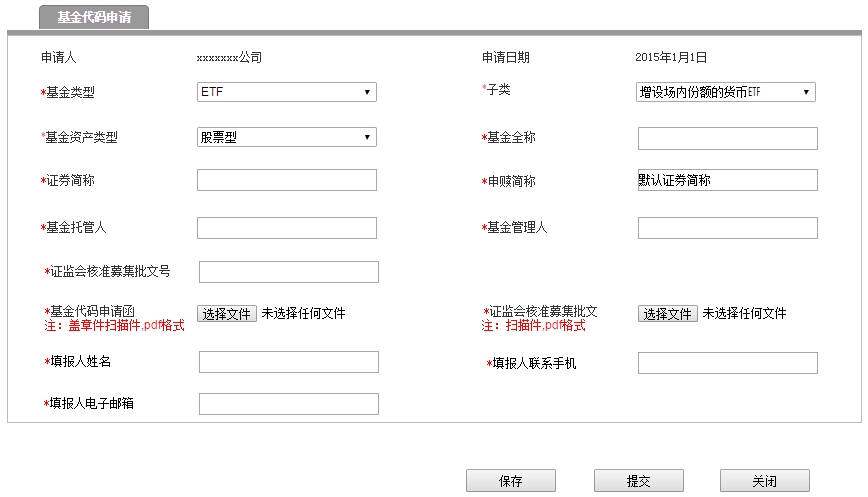 基金代码申请
申请人 xxxxxxx公司 申请日期 2015年1月1日
*基金类型 ETF *子类 增设场内份额的货币ETF
*基金资产类型 股票型 *基金全称
*证券简称 *申赎简称 默认证券简称
*基金托管人 *基金管理人
*证监会核准募集批文号
*基金代码申请函 选择文件 未选择任何文件 *证监会核准募集批文 选择文件 未选择任何文件
注：盖章件扫描件,pdf格式 注：扫描件,pdf格式
*填报人姓名 *填报人联系手机
*填报人电子邮箱
保存 提交 关闭